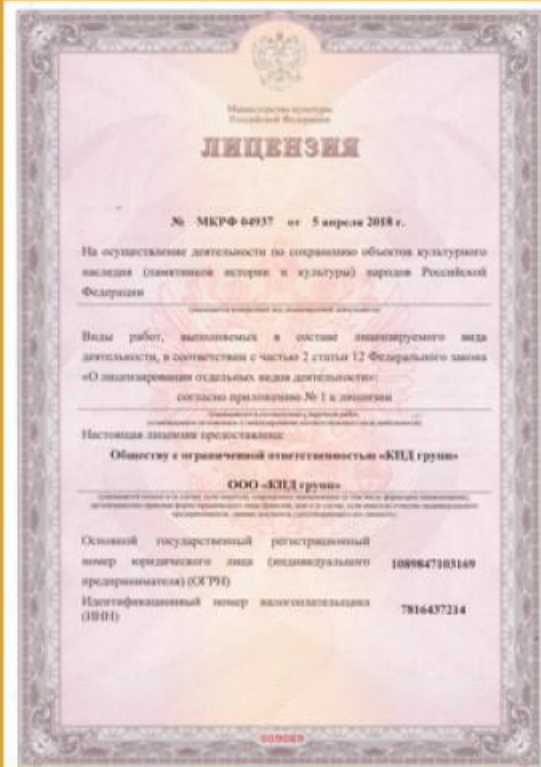 Министерство культуры
Российской Федерации
ЛИЦЕНЗИЯ
№ МКРФ 04937 от 5 апреля 2018 г.
На осуществление деятельности по сохранению объектов культурного
наследия (памятников истории и культуры) народов Российской
Федерации
Виды работ, выполняемых в составе лицензируемого вида
деятельности, в соответствии с частью 2 статьи 12 Федерального закона
«О лицензировании отдельных видов деятельности»:
согласно приложению № 1 к лицензии
Настоящая лицензия предоставлена:
Обществу с ограниченной ответственностью «КПД групп»
ООО «КПД групп»
Основной государственный регистрационный
номер юридического лица (индивидуального 1089847103169
предпринимателя) (ОГРН)
Идентификационный номер налогоплательщика 7816437214
(ИНН)